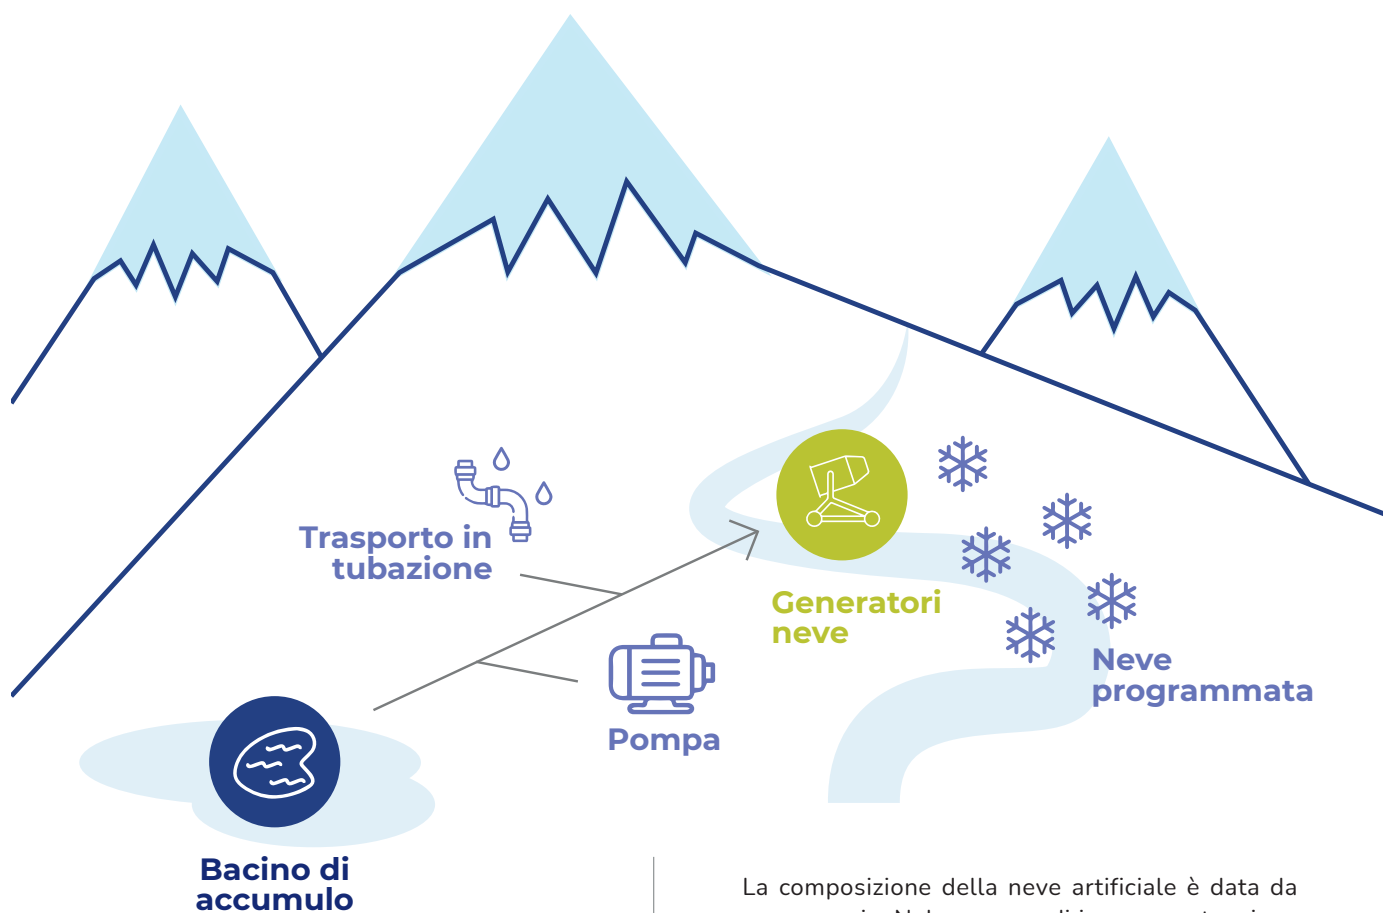 Trasporto in
tubazione
Generatori
neve
Neve
programmata
Pompa
Bacino di
accumulo
La composizione della neve artificiale è data da